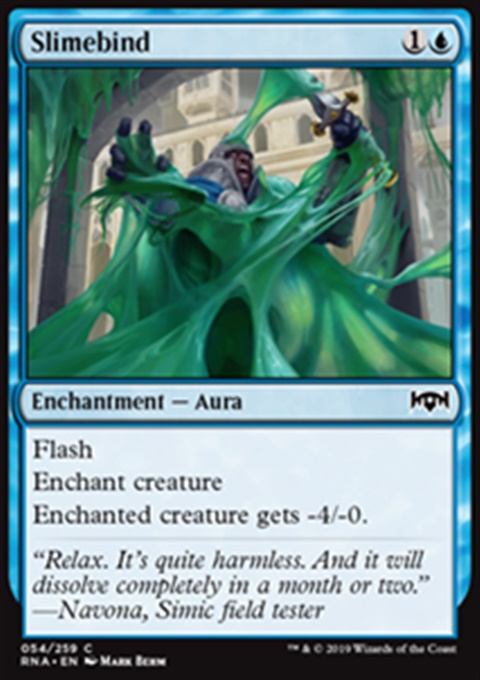 Slimebind 1
Enchantment — Aura
Flash
Enchant creature
Enchanted creature gets -4/-0.
“Relax. It’s quite harmless. And it will
dissolve completely in a month or two.”
—Navona, Simic field tester
054/259 C
RNA • EN Mark Behm
™ & © 2019 Wizards of the Coast